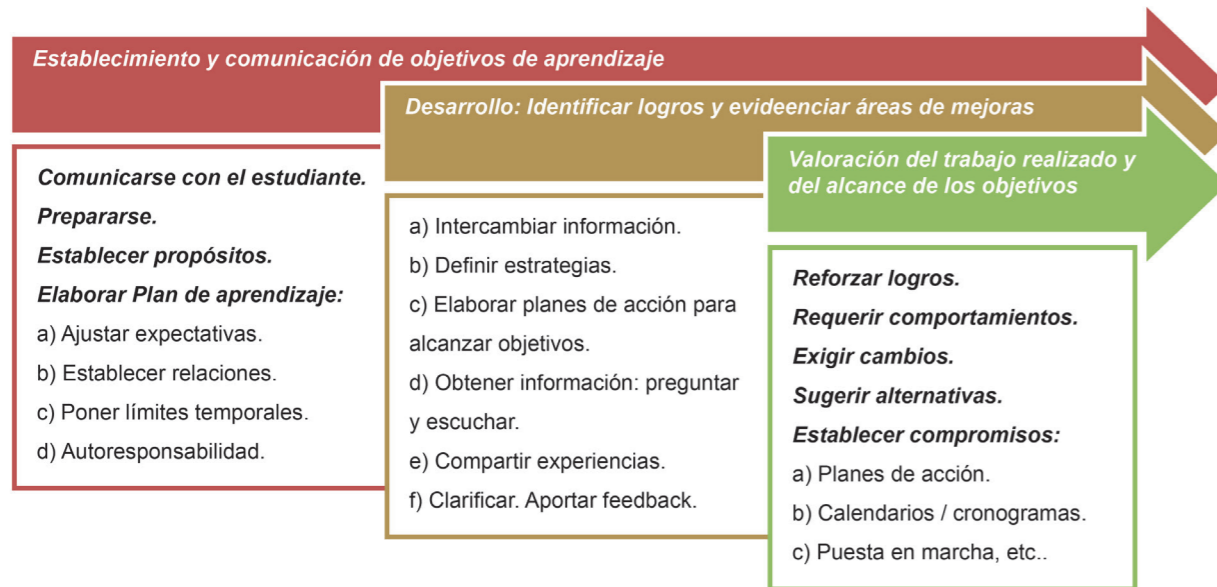 Establecimiento y comunicación de objetivos de aprendizaje
Desarrollo: Identificar logros y evideenciar áreas de mejoras
Valoración del trabajo realizado y
del alcance de los objetivos
Comunicarse con el estudiante.
Prepararse.
Establecer propósitos.
Elaborar Plan de aprendizaje:
a) Ajustar expectativas.
b) Establecer relaciones.
c) Poner límites temporales.
d) Autoresponsabilidad.
a) Intercambiar información.
b) Definir estrategias.
c) Elaborar planes de acción para
alcanzar objetivos.
d) Obtener información: preguntar
y escuchar.
e) Compartir experiencias.
f) Clarificar. Aportar feedback.
Reforzar logros.
Requerir comportamientos.
Exigir cambios.
Sugerir alternativas.
Establecer compromisos:
a) Planes de acción.
b) Calendarios / cronogramas.
c) Puesta en marcha, etc..